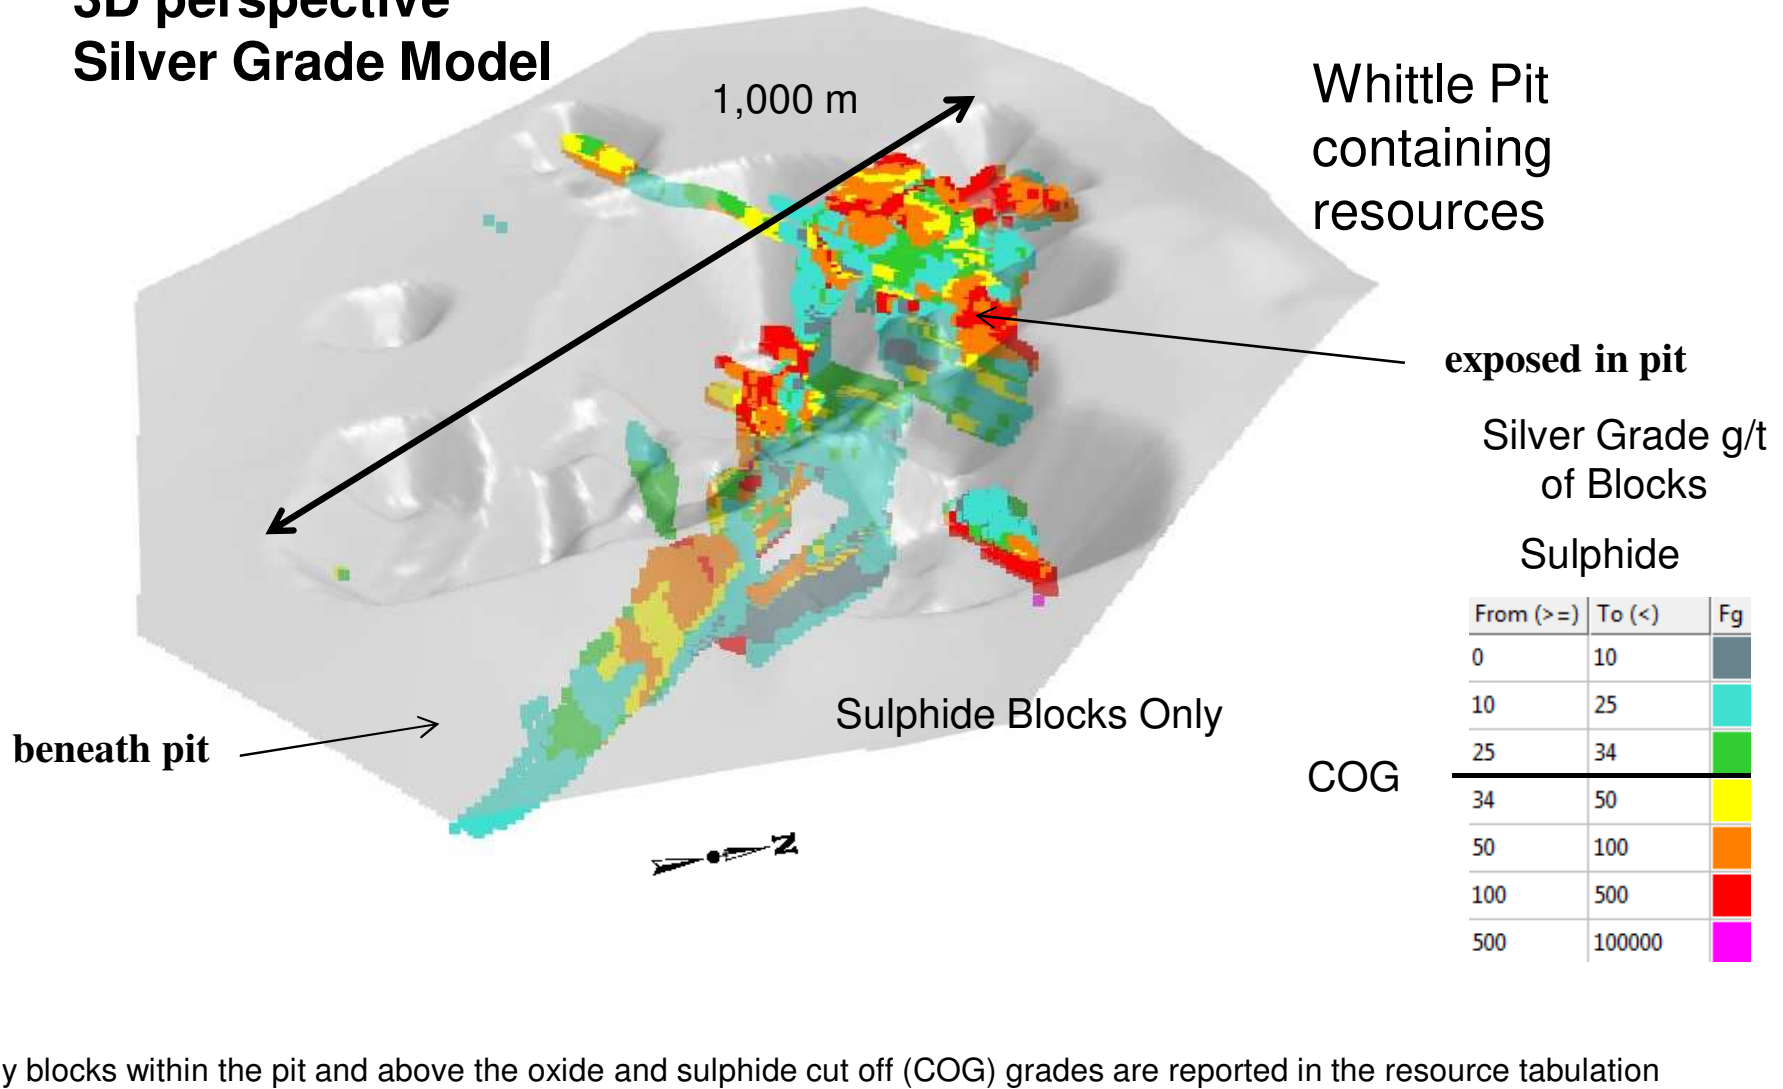 3D perspective
Silver Grade Model
1,000 m
Whittle Pit
containing
resources
exposed in pit
Silver Grade g/t
of Blocks
Sulphide
From (>=) To (<) Fg
0 10
10 25
25 34
COG
34 50
50 100
100 500
500 100000
Sulphide Blocks Only
beneath pit
N
y blocks within the pit and above the oxide and sulphide cut off (COG) grades are reported in the resource tabulation